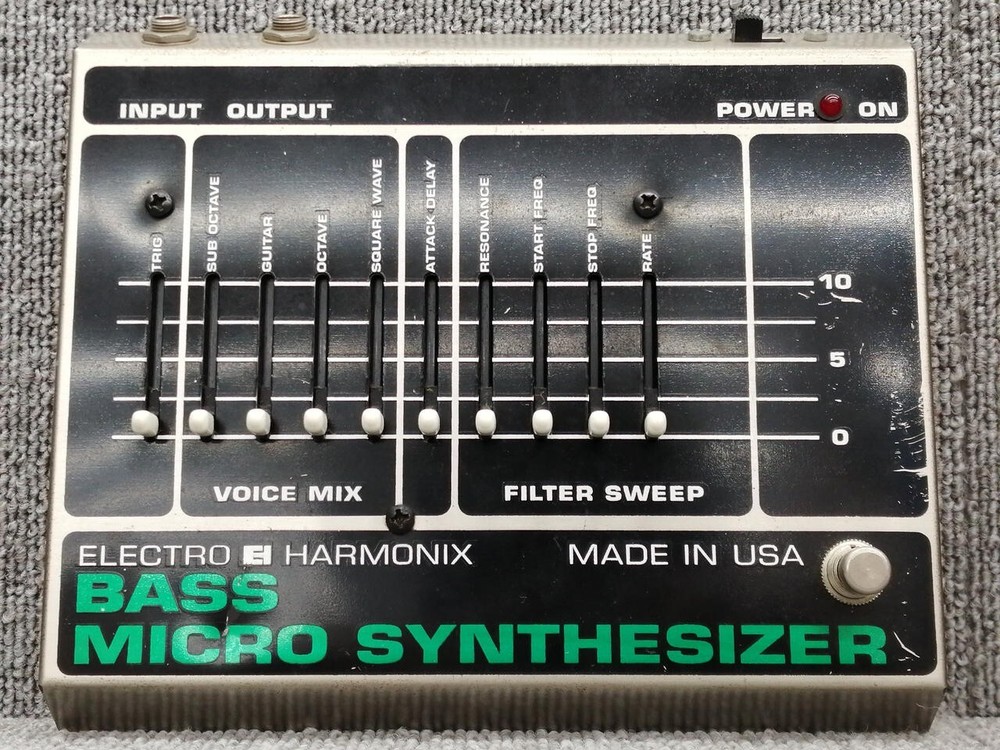 INPUT OUTPUT POWER ON
TRIG
SUB OCTAVE
GUITAR
OCTAVE
SQUARE WAVE
ATTACK DELAY
RESONANCE
START FREQ
STOP FREQ
RATE
10
5
0
VOICE MIX
FILTER SWEEP
ELECTRO EH HARMONIX MADE IN USA
BASS
MICRO SYNTHESIZER